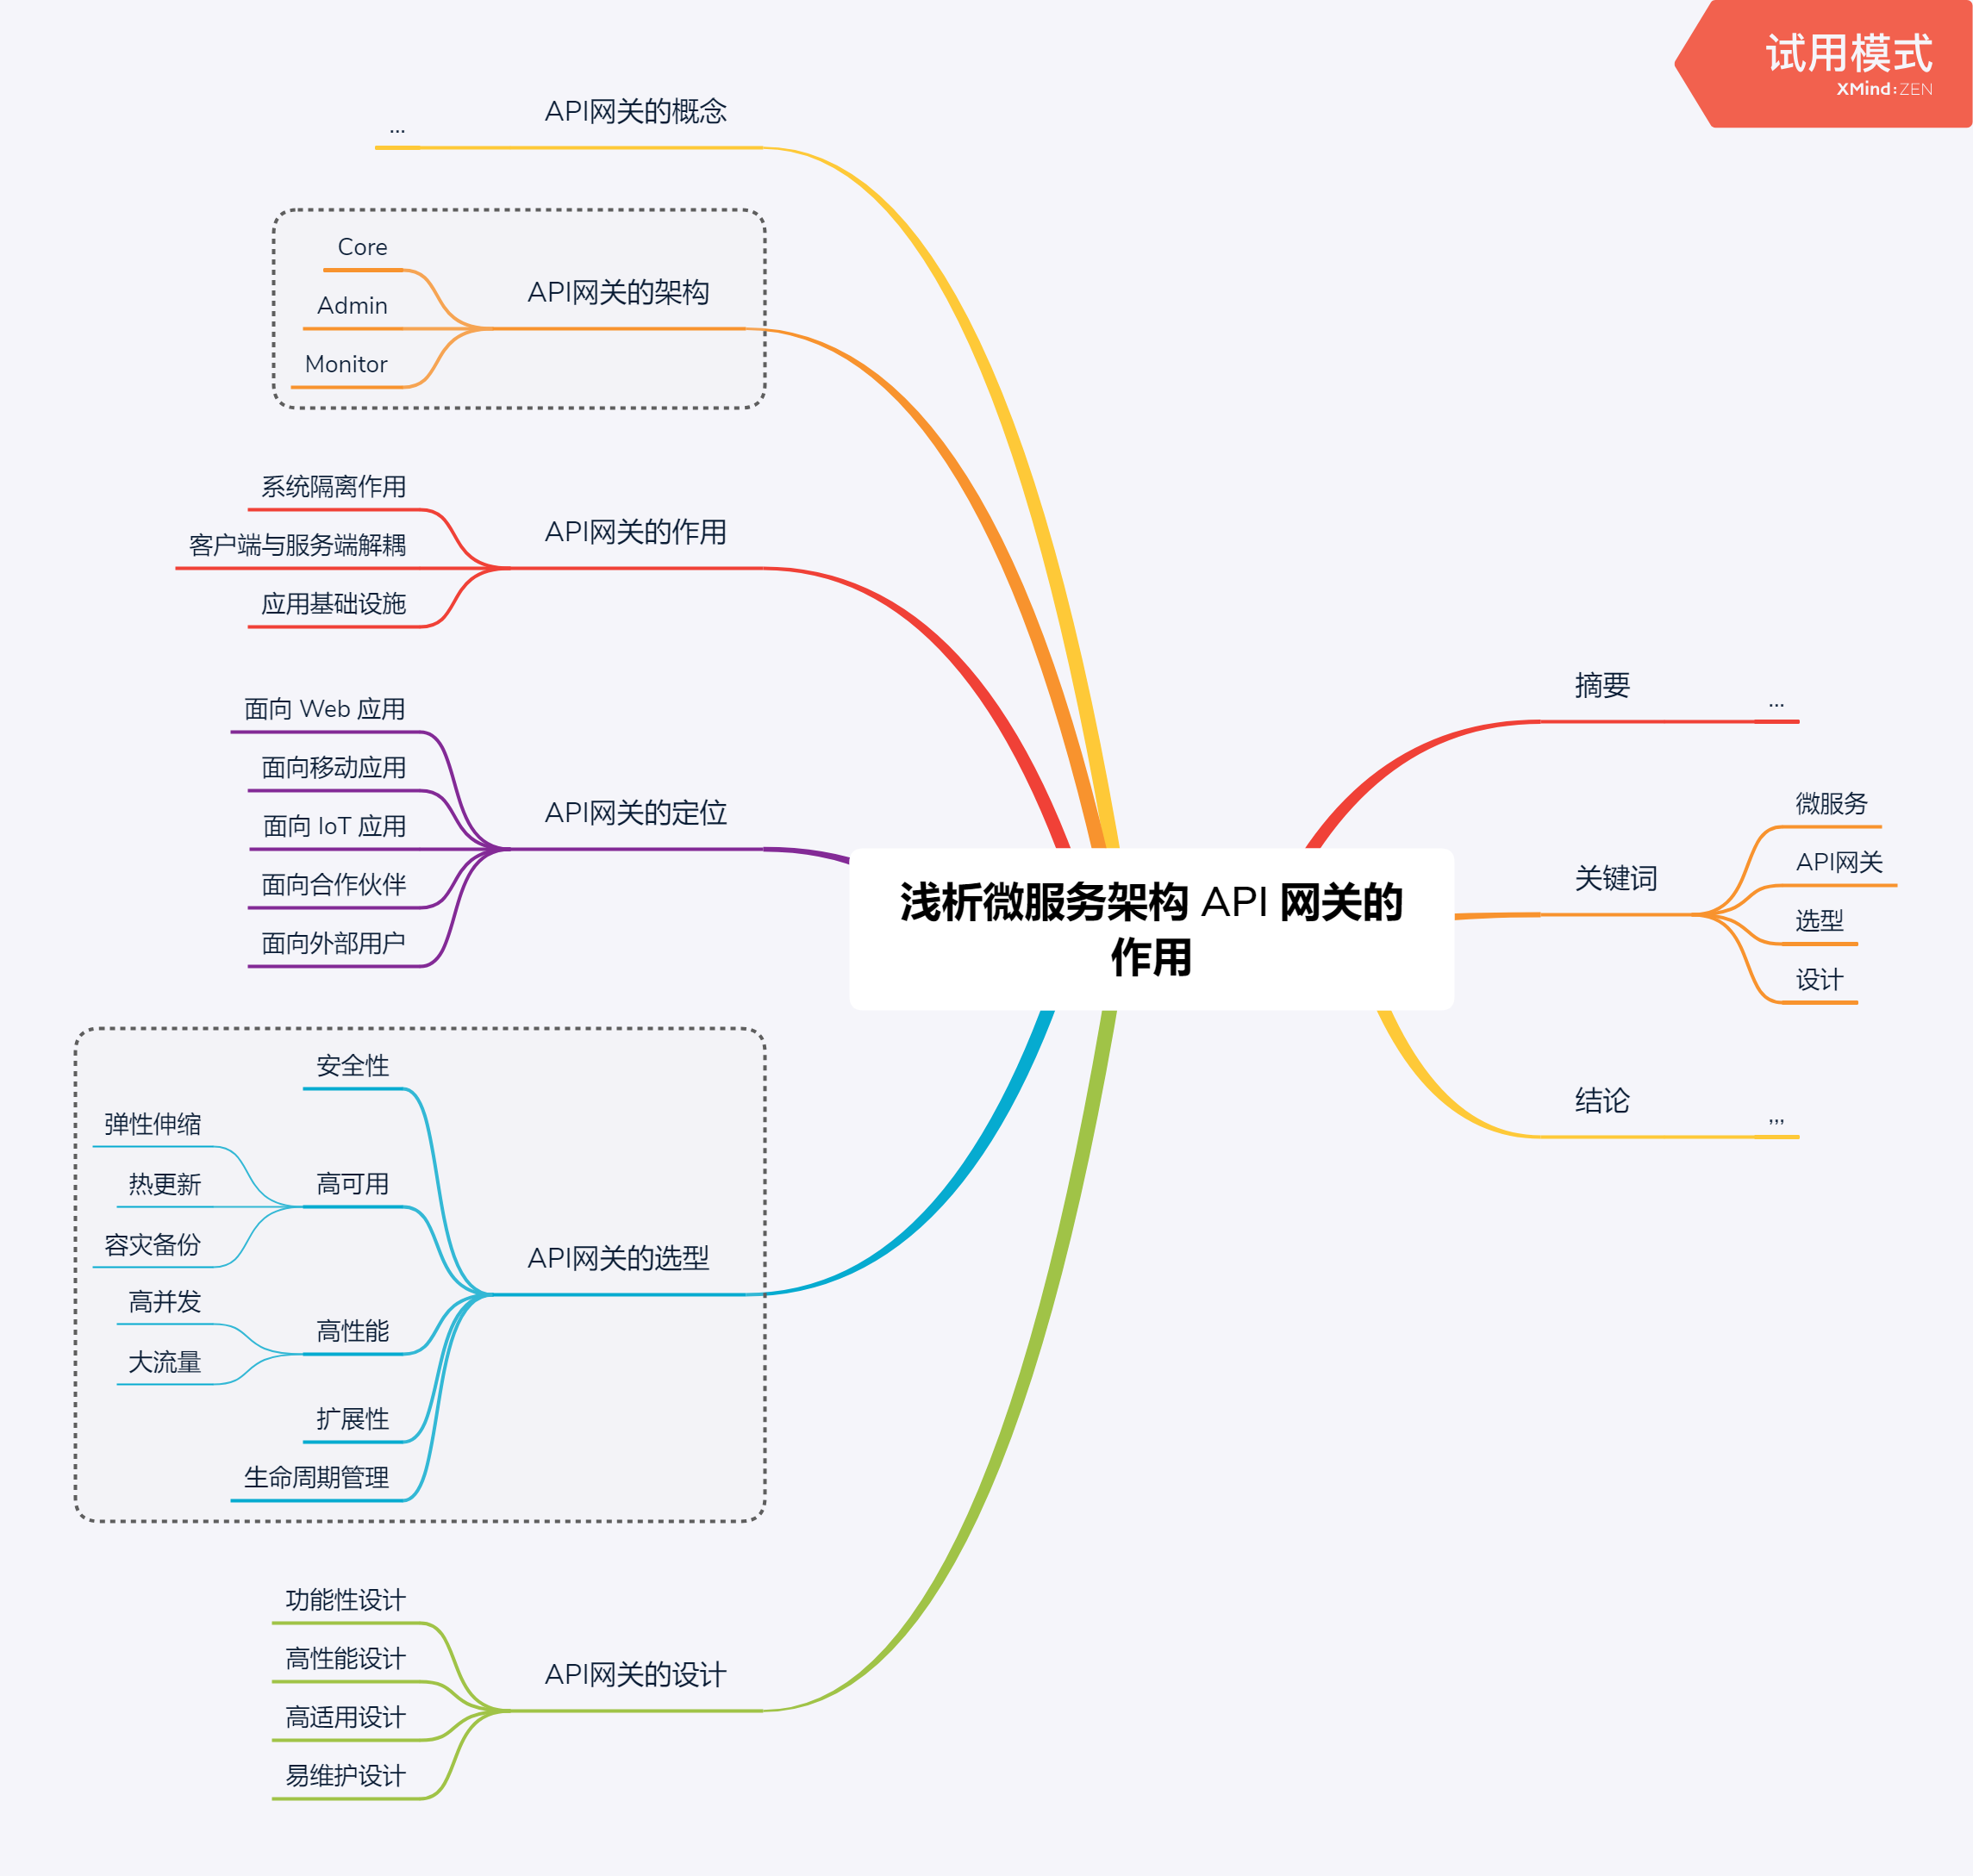 试用模式
XMind:ZEN
API网关的概念
...
API网关的架构
Core
Admin
Monitor
API网关的作用
系统隔离作用
客户端与服务端解耦
应用基础设施
API网关的定位
面向 Web 应用
面向移动应用
面向 IoT 应用
面向合作伙伴
面向外部用户
API网关的选型
安全性
高可用
弹性伸缩
热更新
容灾备份
高性能
高并发
大流量
扩展性
生命周期管理
API网关的设计
功能性设计
高性能设计
高适用设计
易维护设计
浅析微服务架构 API 网关的
作用
摘要
...
关键词
微服务
API网关
选型
设计
结论
,,,